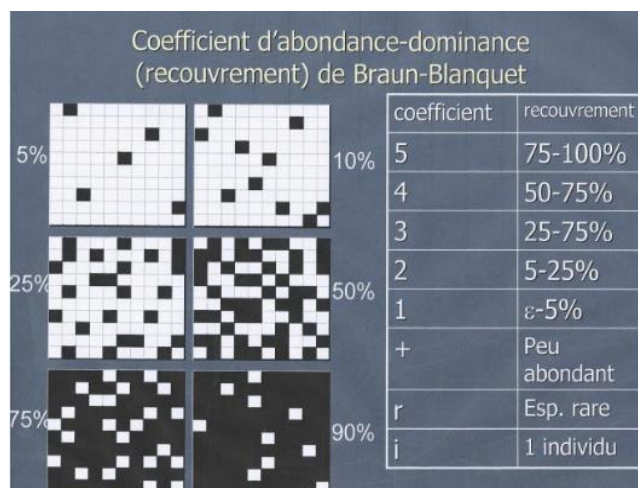 Coefficient d'abondance-dominance
(recouvrement) de Braun-Blanquet
5%
10%
25%
50%
75%
90%
coefficient recouvrement
5 75-100%
4 50-75%
3 25-75%
2 5-25%
1 ε-5%
+ Peu
abondant
r Esp. rare
i 1 individu